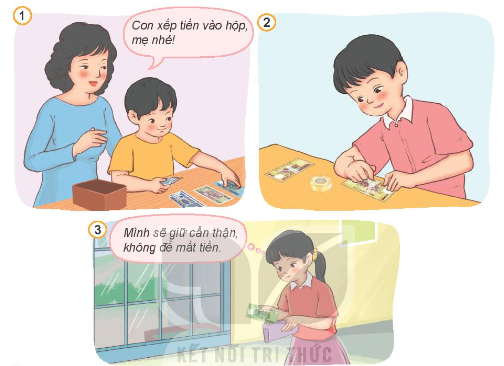 1
Con xếp tiền vào hộp,
mẹ nhé!
2
3
Mình sẽ giữ cẩn thận,
không để mất tiền.
KẾT NỐI TRI THỨC